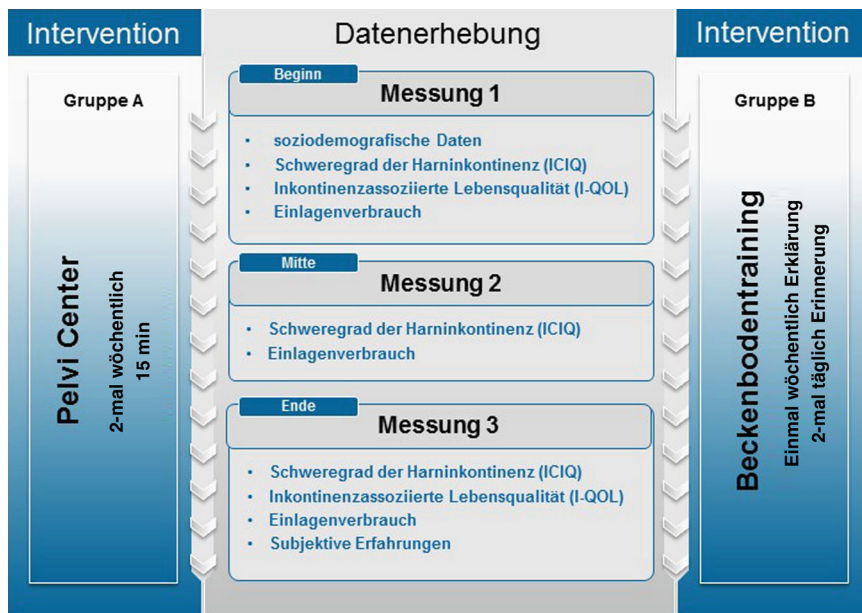 Intervention
Gruppe A
Pelvi Center
2-mal wöchentlich
15 min
Datenerhebung
Beginn
Messung 1
• soziodemografische Daten
• Schweregrad der Harninkontinenz (ICIQ)
• Inkontinenzassoziierte Lebensqualität (I-QOL)
• Einlagenverbrauch
Mitte
Messung 2
• Schweregrad der Harninkontinenz (ICIQ)
• Einlagenverbrauch
Ende
Messung 3
• Schweregrad der Harninkontinenz (ICIQ)
• Inkontinenzassoziierte Lebensqualität (I-QOL)
• Einlagenverbrauch
• Subjektive Erfahrungen
Intervention
Gruppe B
Beckenbodentraining
Einmal wöchentlich Erklärung
2-mal täglich Erinnerung